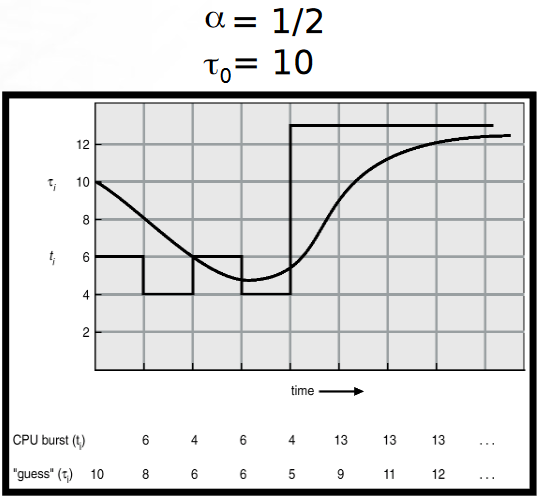 α = 1/2
τ0= 10
12
τi 10
8
ti 6
4
2
time
CPU burst (ti) 6 4 6 4 13 13 13 ...
"guess" (τi) 10 8 6 6 5 9 11 12 ...